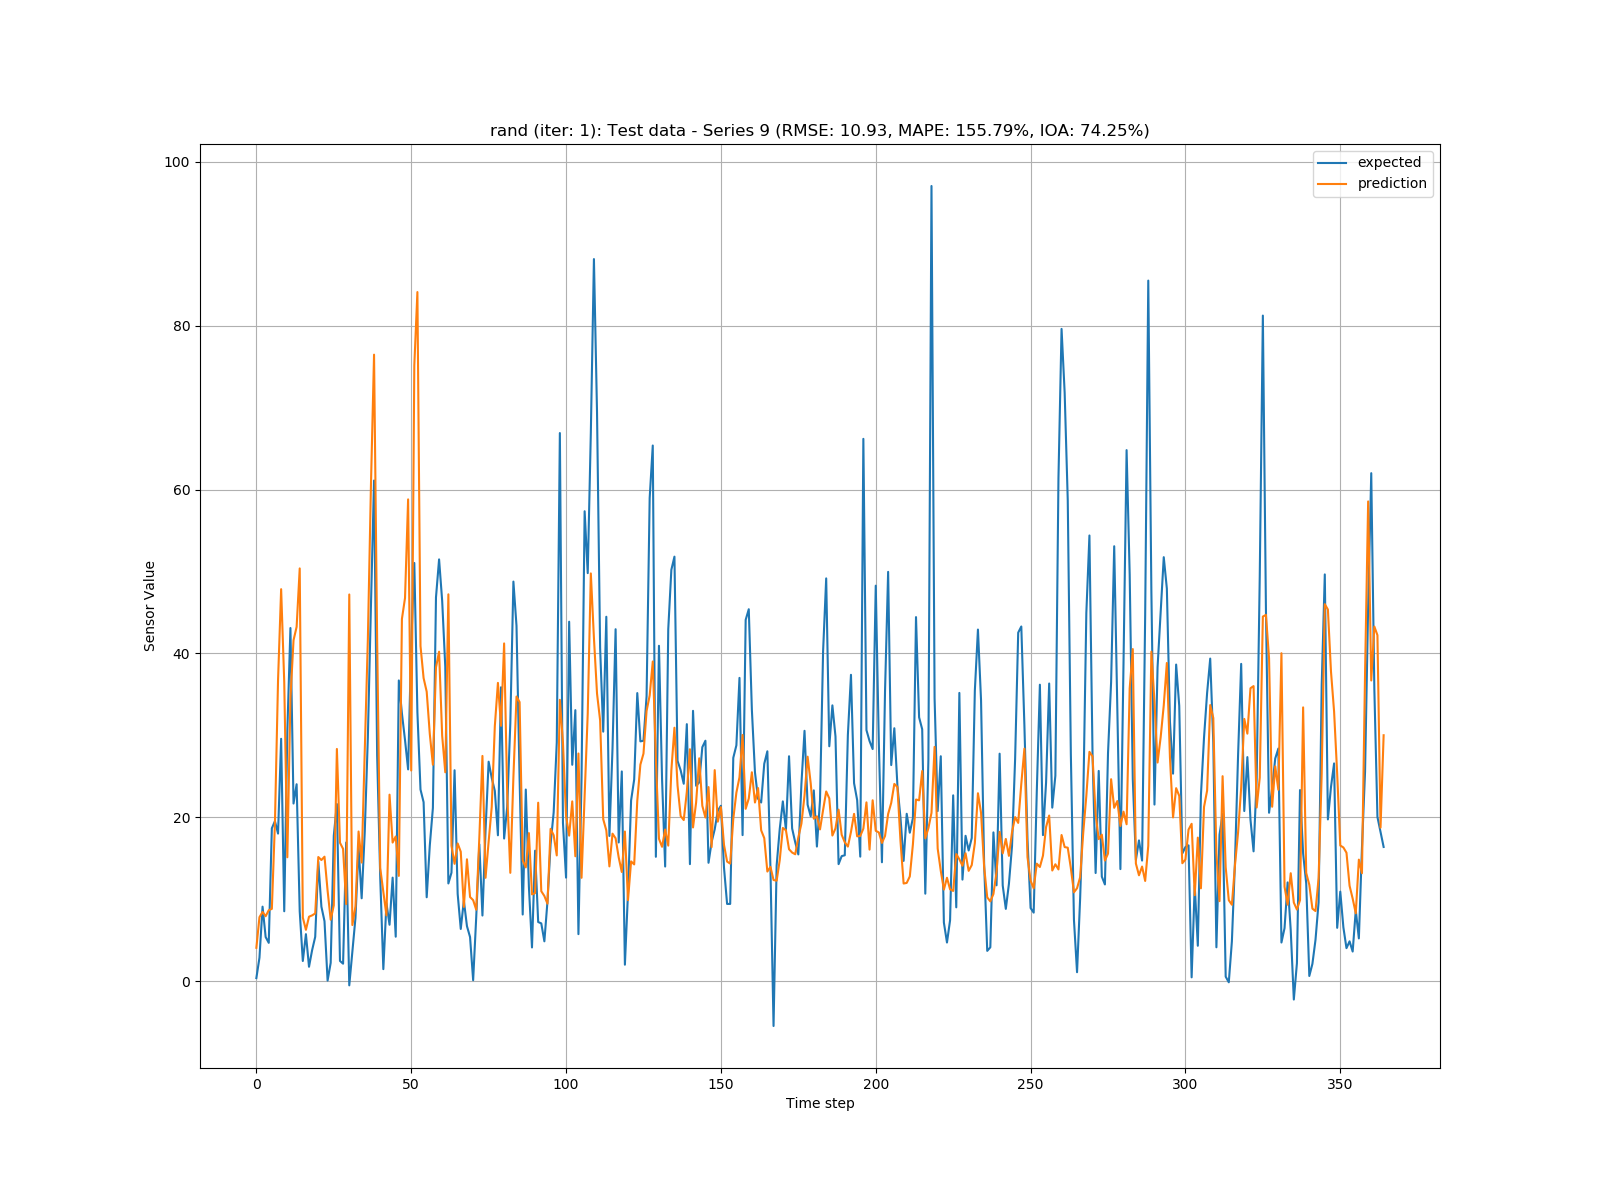 rand (iter: 1): Test data - Series 9 (RMSE: 10.93, MAPE: 155.79%, IOA: 74.25%)
expected
prediction
100
80
60
40
20
0
Sensor Value
0 50 100 150 200 250 300 350
Time step